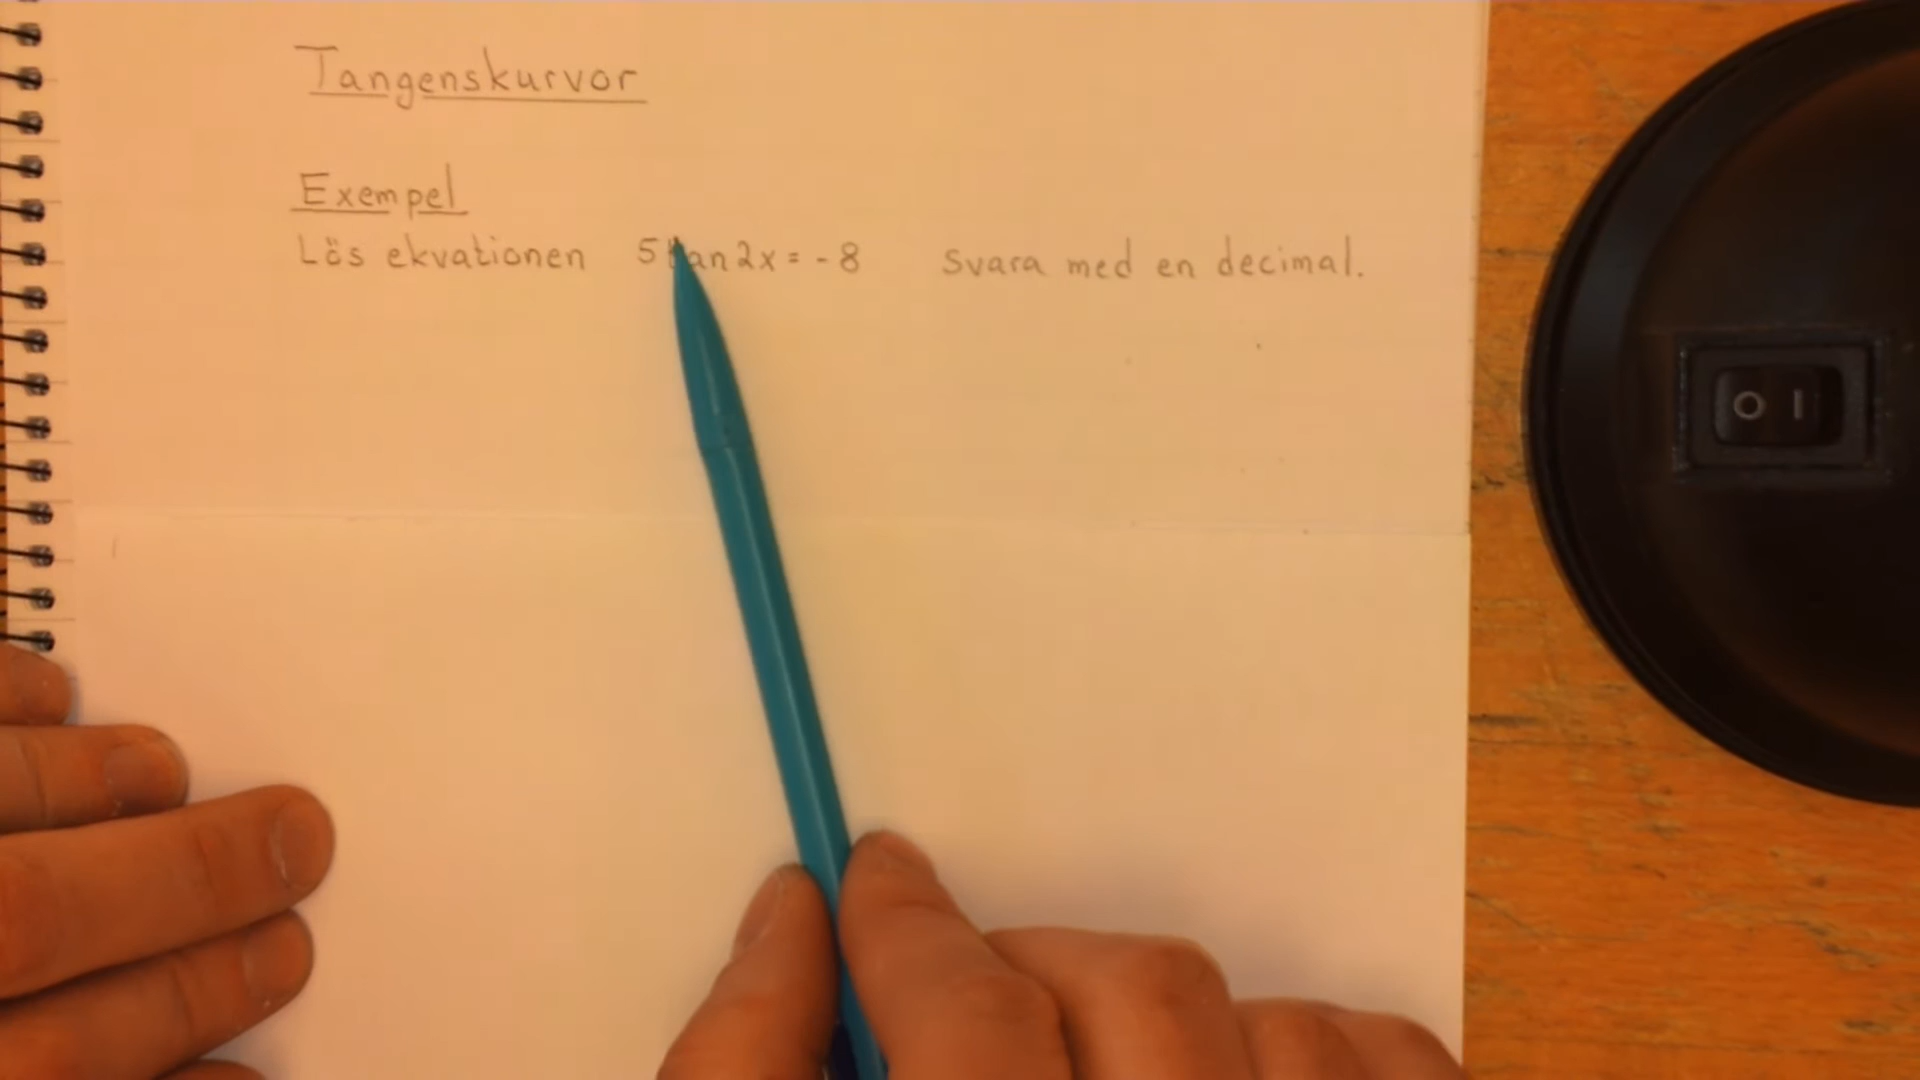 Tangenskurvor
Exempel
Lös ekvationen 5tan2x = -8 svara med en decimal.